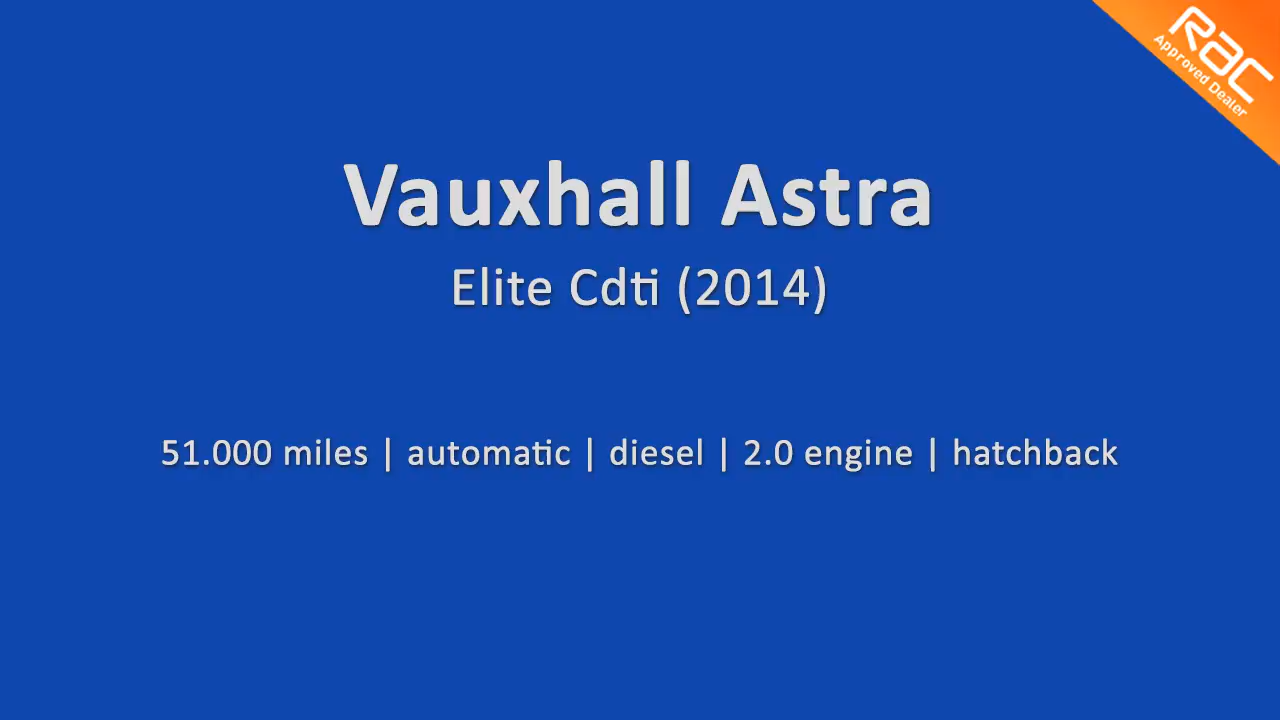 RAC
Approved Dealer
Vauxhall Astra
Elite Cdti (2014)
51.000 miles | automatic | diesel | 2.0 engine | hatchback